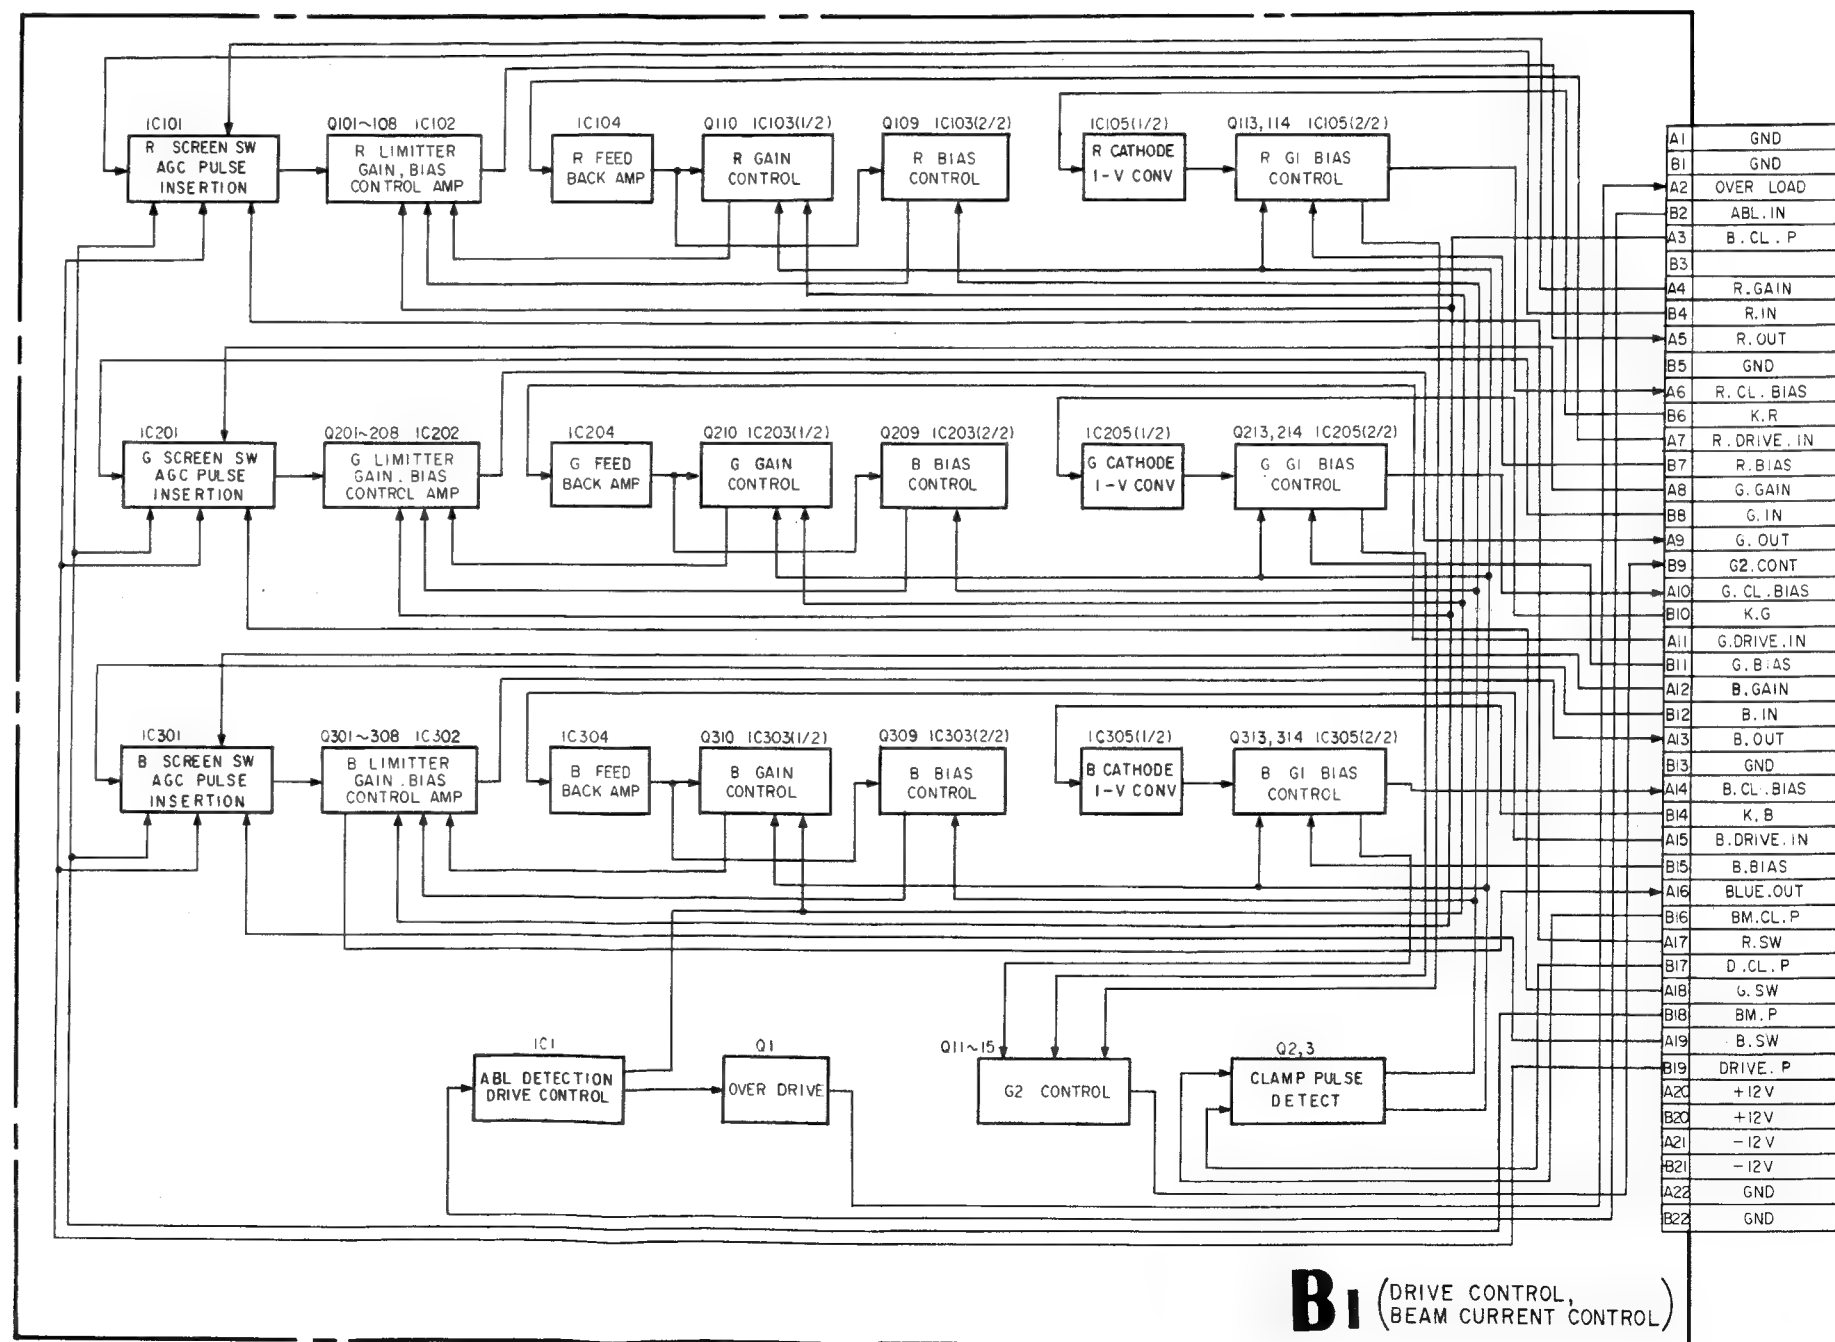 IC101
R SCREEN SW
AGC PULSE
INSERTION
Q101~108 IC102
R LIMITTER
GAIN, BIAS
CONTROL AMP
IC104
R FEED
BACK AMP
Q110 IC103(1/2)
R GAIN
CONTROL
Q109 IC103(2/2)
R BIAS
CONTROL
IC105(1/2)
R CATHODE
I-V CONV
Q113,114 IC105(2/2)
R G1 BIAS
CONTROL
IC201
G SCREEN SW
AGC PULSE
INSERTION
Q201~208 IC202
G LIMITTER
GAIN.BIAS
CONTROL AMP
IC204
G FEED
BACK AMP
Q210 IC203(1/2)
G GAIN
CONTROL
Q209 IC203(2/2)
B BIAS
CONTROL
IC205(1/2)
G CATHODE
I-V CONV
Q213,214 IC205(2/2)
G G1 BIAS
CONTROL
IC301
B SCREEN SW
AGC PULSE
INSERTION
Q301~308 IC302
B LIMITTER
GAIN.BIAS
CONTROL AMP
IC304
B FEED
BACK AMP
Q310 IC303(1/2)
B GAIN
CONTROL
Q309 IC303(2/2)
B BIAS
CONTROL
IC305(1/2)
B CATHODE
I-V CONV
Q313,314 IC305(2/2)
B G1 BIAS
CONTROL
IC1
ABL DETECTION
DRIVE CONTROL
Q1
OVER DRIVE
Q11~15
G2 CONTROL
Q2,3
CLAMP PULSE
DETECT
A1 GND
B1 GND
A2 OVER LOAD
B2 ABL.IN
A3 B.CL.P
B3
A4 R.GAIN
B4 R.IN
A5 R.OUT
B5 GND
A6 R.CL.BIAS
B6 K.R
A7 R.DRIVE.IN
B7 R.BIAS
A8 G.GAIN
B8 G.IN
A9 G.OUT
B9 G2.CONT
A10 G.CL.BIAS
B10 K.G
A11 G.DRIVE.IN
B11 G.BIAS
A12 B.GAIN
B12 B.IN
A13 B.OUT
B13 GND
A14 B.CL.BIAS
B14 K.B
A15 B.DRIVE.IN
B15 B.BIAS
A16 BLUE.OUT
B16 BM.CL.P
A17 R.SW
B17 D.CL.P
A18 G.SW
B18 BM.P
A19 B.SW
B19 DRIVE.P
A20 +12V
B20 +12V
A21 -12V
B21 -12V
A22 GND
B22 GND
B1 (DRIVE CONTROL,
BEAM CURRENT CONTROL)